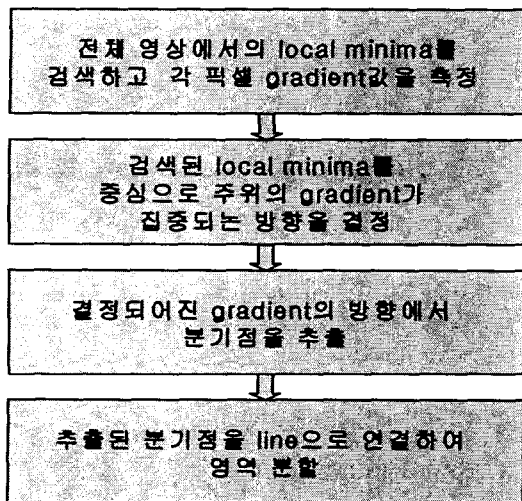 전체 영상에서의 local minima를
검색하고 각 픽셀 gradient값을 측정
검색된 local minima를
중심으로 주위의 gradient가
집중되는 방향을 결정
결정되어진 gradient의 방향에서
분기점을 추출
추출된 분기점을 line으로 연결하여
영역 분할